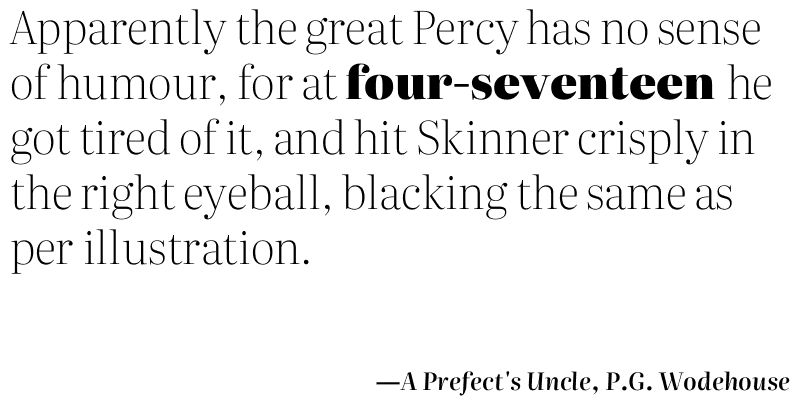 Apparently the great Percy has no sense
of humour, for at four-seventeen he
got tired of it, and hit Skinner crisply in
the right eyeball, blacking the same as
per illustration.
—A Prefect's Uncle, P.G. Wodehouse